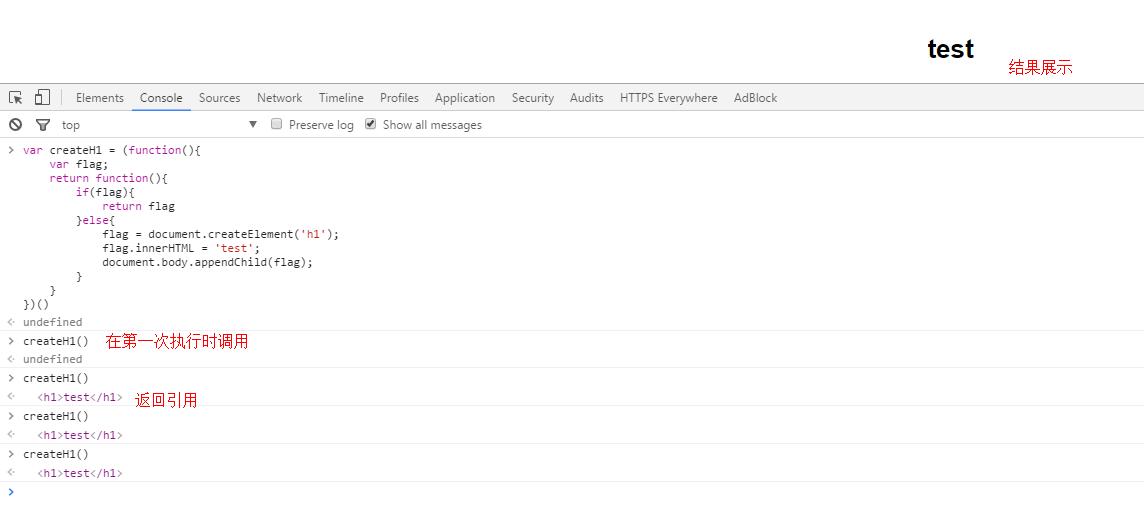 test
结果展示
Elements Console Sources Network Timeline Profiles Application Security Audits HTTPS Everywhere AdBlock
top ▼ Preserve log Show all messages
> var createH1 = (function(){
var flag;
return function(){
if(flag){
return flag
}else{
flag = document.createElement('h1');
flag.innerHTML = 'test';
document.body.appendChild(flag);
}
}
})()
undefined
> createH1() 在第一次执行时调用
undefined
> createH1()
<h1>test</h1> 返回引用
> createH1()
<h1>test</h1>
> createH1()
<h1>test</h1>
>